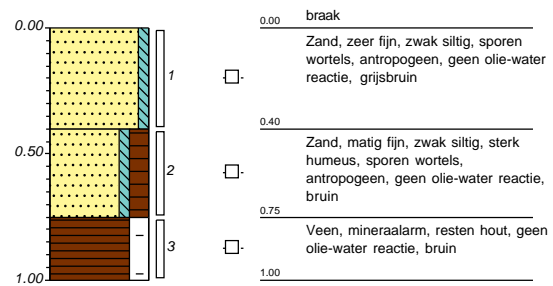 0.00
0.50
1.00
1
2
3
0.00
braak
Zand, zeer fijn, zwak siltig, sporen
wortels, antropogeen, geen olie-water
reactie, grijsbruin
0.40
Zand, matig fijn, zwak siltig, sterk
humeus, sporen wortels,
antropogeen, geen olie-water reactie,
bruin
0.75
Veen, mineraalarm, resten hout, geen
olie-water reactie, bruin
1.00